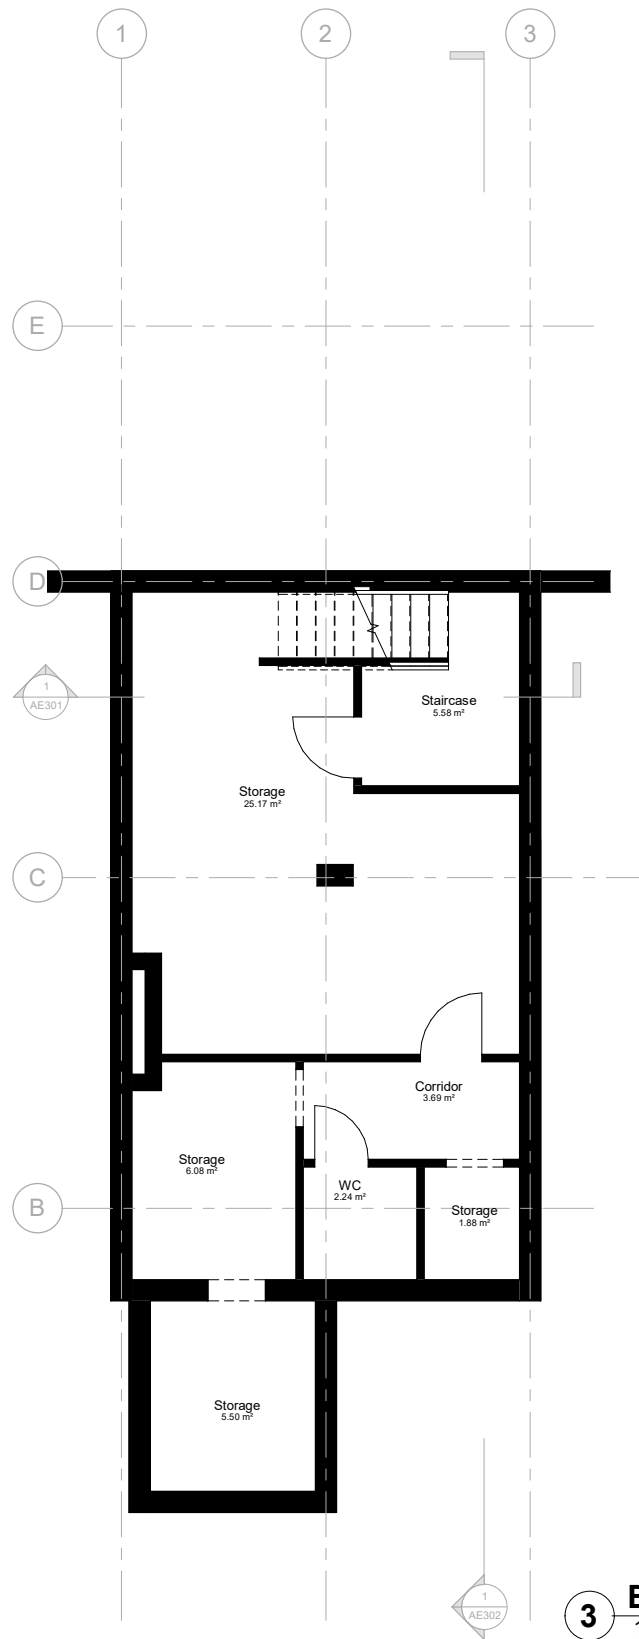 1
2
3
E
D
1
AE301
Staircase
5.58 m²
Storage
25.17 m²
C
Corridor
3.69 m²
Storage
6.08 m²
WC
2.24 m²
B
Storage
1.88 m²
Storage
5.50 m²
1
AE302
3